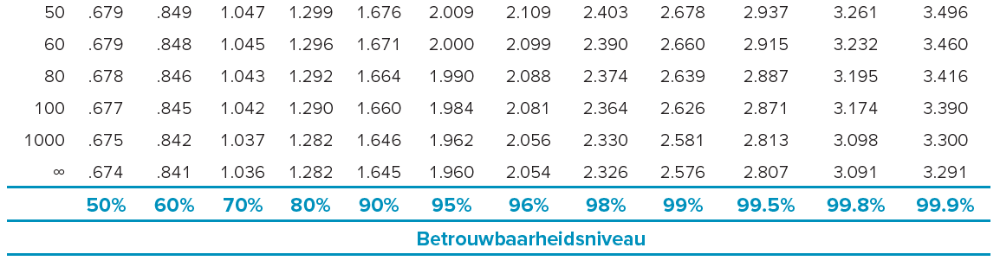 50 .679 .849 1.047 1.299 1.676 2.009 2.109 2.403 2.678 2.937 3.261 3.496
60 .679 .848 1.045 1.296 1.671 2.000 2.099 2.390 2.660 2.915 3.232 3.460
80 .678 .846 1.043 1.292 1.664 1.990 2.088 2.374 2.639 2.887 3.195 3.416
100 .677 .845 1.042 1.290 1.660 1.984 2.081 2.364 2.626 2.871 3.174 3.390
1000 .675 .842 1.037 1.282 1.646 1.962 2.056 2.330 2.581 2.813 3.098 3.300
∞ .674 .841 1.036 1.282 1.645 1.960 2.054 2.326 2.576 2.807 3.091 3.291
50% 60% 70% 80% 90% 95% 96% 98% 99% 99.5% 99.8% 99.9%
Betrouwbaarheidsniveau